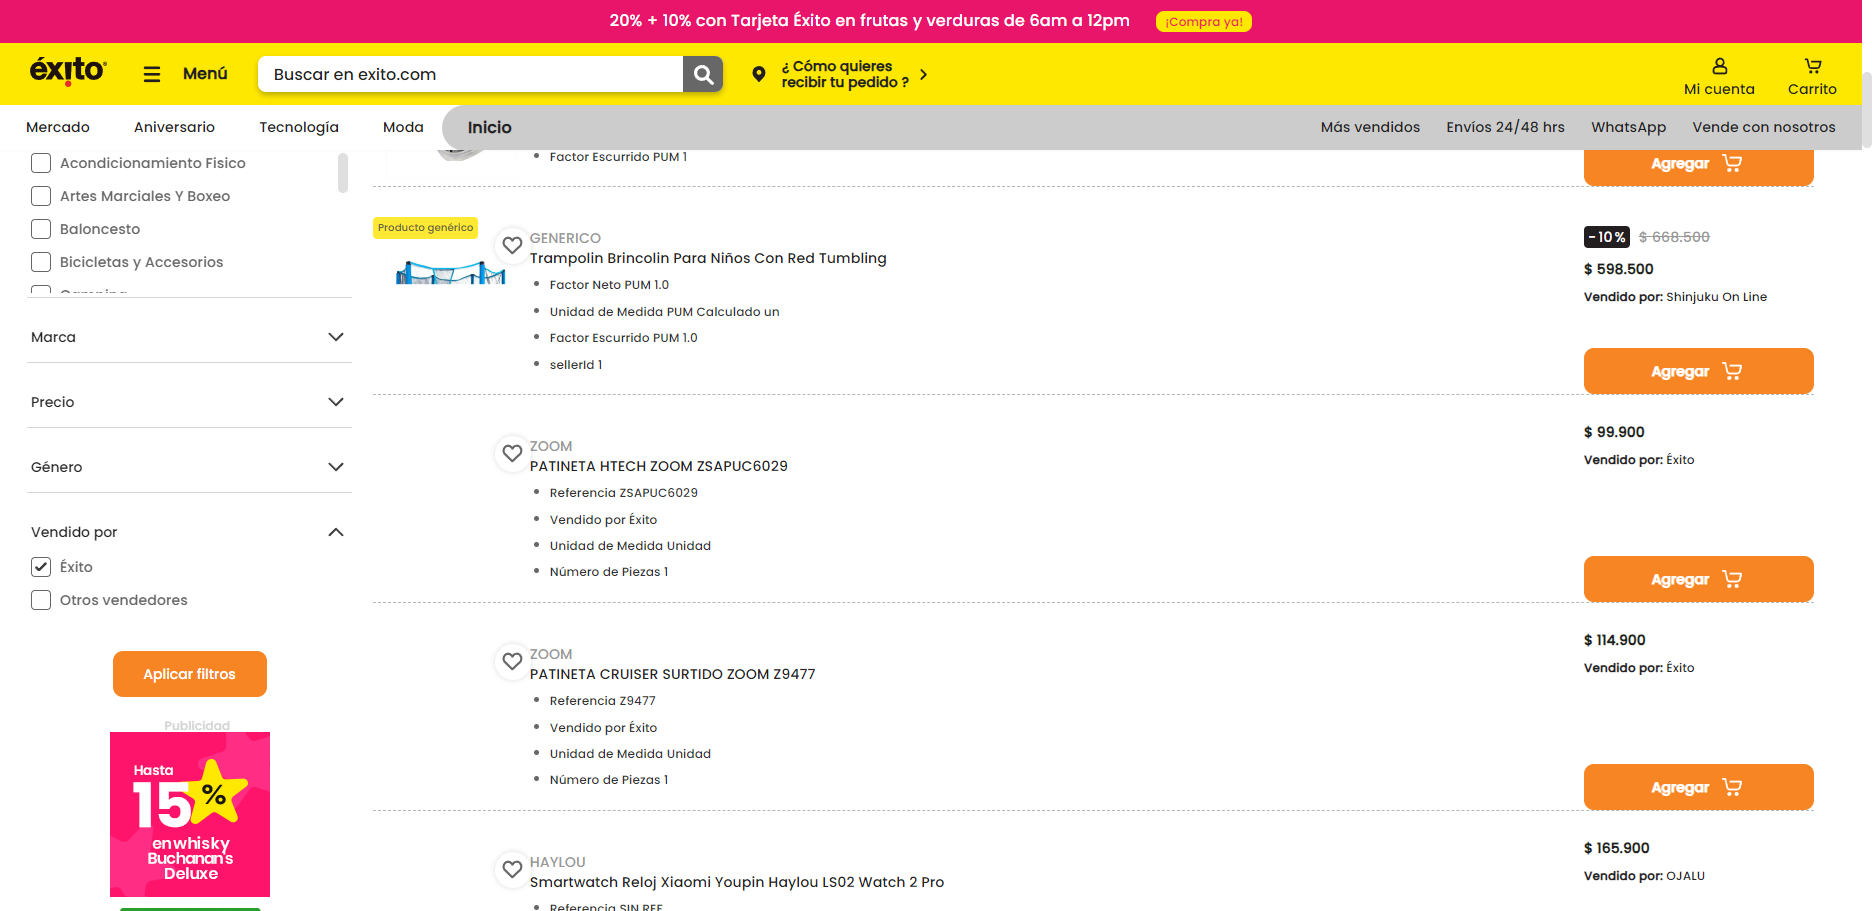 20% + 10% con Tarjeta Éxito en frutas y verduras de 6am a 12pm ¡Compra ya!
éxito
Menú
Buscar en exito.com
¿ Cómo quieres
recibir tu pedido ?
Mi cuenta
Carrito
Mercado Aniversario Tecnología Moda Inicio Más vendidos Envíos 24/48 hrs WhatsApp Vende con nosotros
Acondicionamiento Fisico
Artes Marciales Y Boxeo
Baloncesto
Bicicletas y Accesorios
Camping
Marca
Precio
Género
Vendido por
Éxito
Otros vendedores
Aplicar filtros
Publicidad
Hasta
15%
en whisky
Buchanan's
Deluxe
Factor Escurrido PUM 1
Agregar
Producto genérico
GENERICO
Trampolin Brincolin Para Niños Con Red Tumbling
Factor Neto PUM 1.0
Unidad de Medida PUM Calculado un
Factor Escurrido PUM 1.0
sellerId 1
-10% $ 668.500
$ 598.500
Vendido por: Shinjuku On Line
Agregar
ZOOM
PATINETA HTECH ZOOM ZSAPUC6029
Referencia ZSAPUC6029
Vendido por Éxito
Unidad de Medida Unidad
Número de Piezas 1
$ 99.900
Vendido por: Éxito
Agregar
ZOOM
PATINETA CRUISER SURTIDO ZOOM Z9477
Referencia Z9477
Vendido por Éxito
Unidad de Medida Unidad
Número de Piezas 1
$ 114.900
Vendido por: Éxito
Agregar
HAYLOU
Smartwatch Reloj Xiaomi Youpin Haylou LS02 Watch 2 Pro
Referencia SIN REF
$ 165.900
Vendido por: OJALU